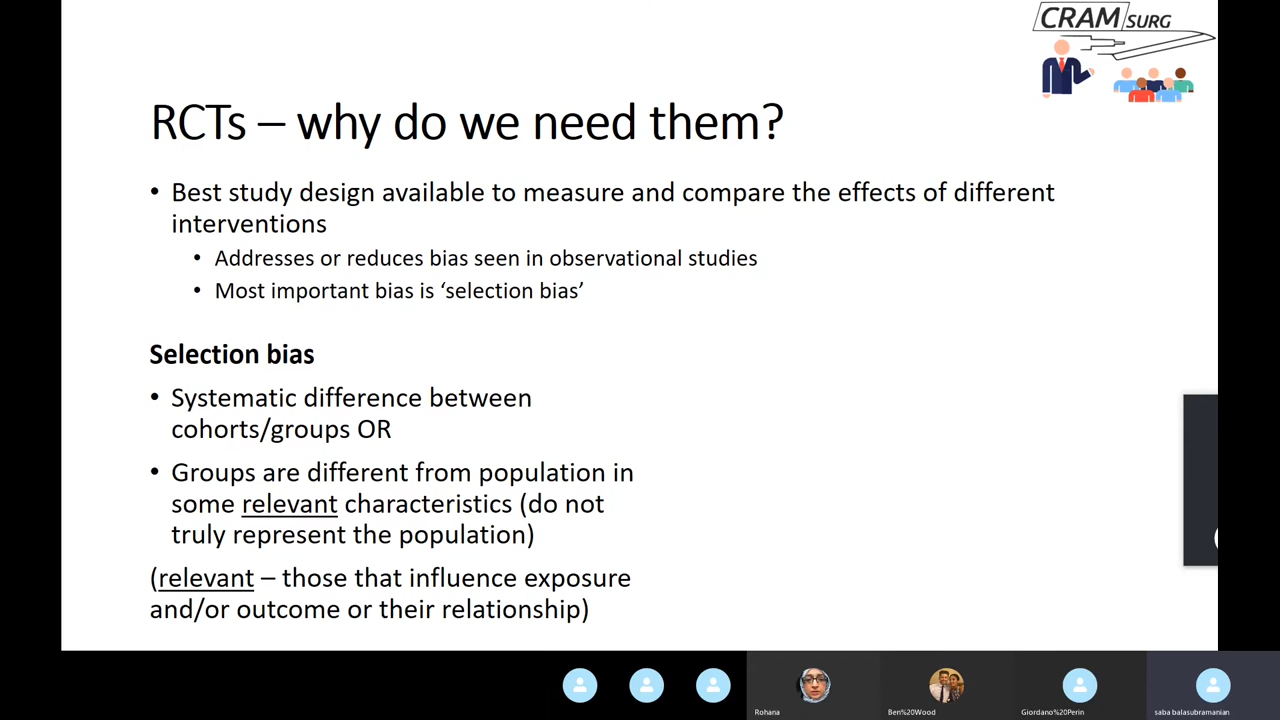 CRAM SURG
RCTs – why do we need them?
• Best study design available to measure and compare the effects of different
interventions
• Addresses or reduces bias seen in observational studies
• Most important bias is ‘selection bias’
Selection bias
• Systematic difference between
cohorts/groups OR
• Groups are different from population in
some relevant characteristics (do not
truly represent the population)
(relevant – those that influence exposure
and/or outcome or their relationship)
Rohana
Ben%20Wood
Giordano%20Perin
saba balasubramanian